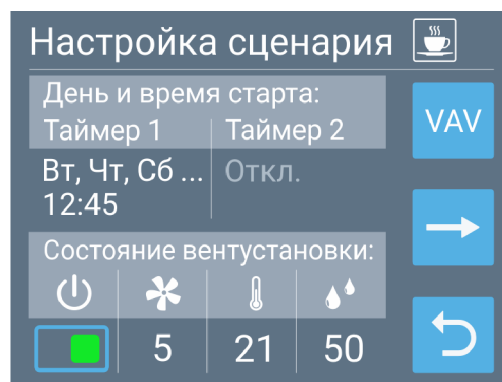 Настройка сценария
День и время старта:
Таймер 1 Таймер 2
VAV
Вт, Чт, Сб ... Откл.
12:45
Состояние вентустановки:
5 21 50